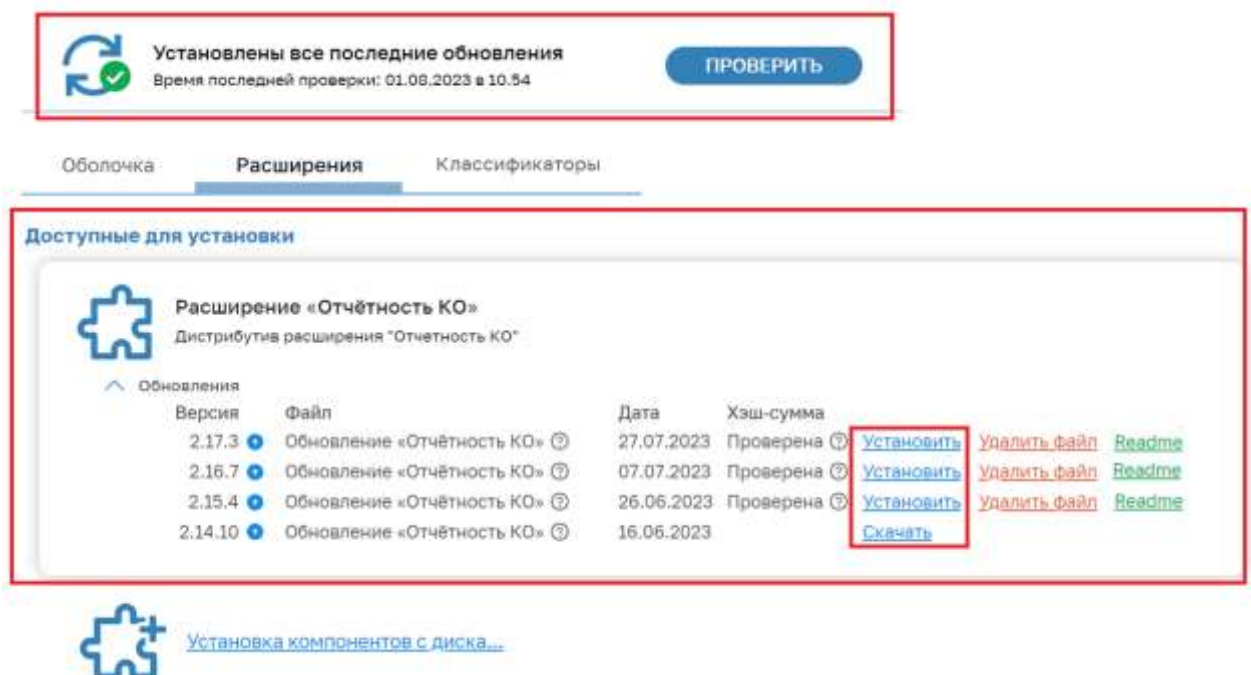 Установлены все последние обновления
Время последней проверки: 01.08.2023 в 10.54
ПРОВЕРИТЬ
Оболочка Расширения Классификаторы
Доступные для установки
Расширение «Отчётность КО»
Дистрибутив расширения "Отчетность КО"
Обновления
Версия Файл Дата Хэш-сумма
2.17.3 Обновление «Отчётность КО» 27.07.2023 Проверена Установить Удалить файл Readme
2.16.7 Обновление «Отчётность КО» 07.07.2023 Проверена Установить Удалить файл Readme
2.15.4 Обновление «Отчётность КО» 26.06.2023 Проверена Установить Удалить файл Readme
2.14.10 Обновление «Отчётность КО» 16.06.2023 Скачать
Установка компонентов с диска...